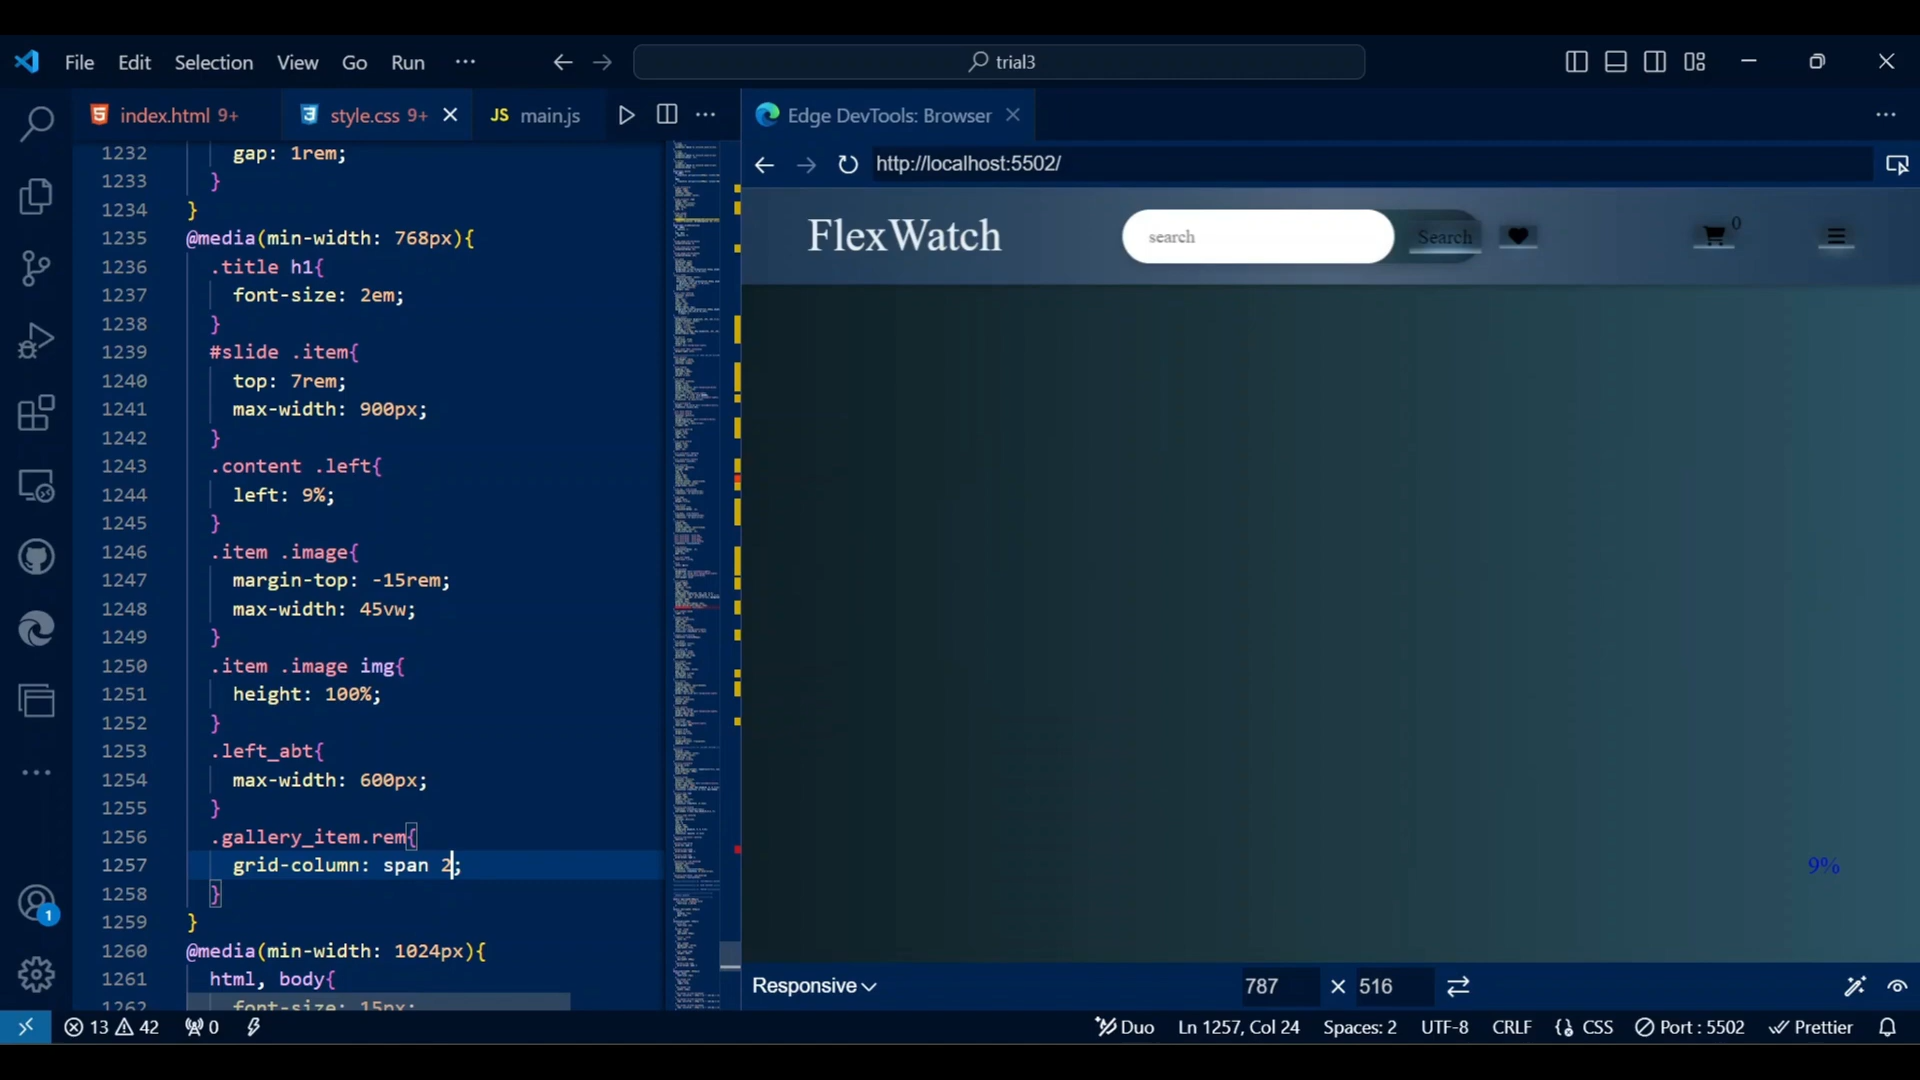 File Edit Selection View Go Run ··· trial3
index.html 9+ style.css 9+ JS main.js ···
Edge DevTools: Browser ···
http://localhost:5502/
1232 gap: 1rem;
1233 }
1234 }
1235 @media(min-width: 768px){
1236 .title h1{
1237 font-size: 2em;
1238 }
1239 #slide .item{
1240 top: 7rem;
1241 max-width: 900px;
1242 }
1243 .content .left{
1244 left: 9%;
1245 }
1246 .item .image{
1247 margin-top: -15rem;
1248 max-width: 45vw;
1249 }
1250 .item .image img{
1251 height: 100%;
1252 }
1253 .left_abt{
1254 max-width: 600px;
1255 }
1256 .gallery_item.rem{
1257 grid-column: span 2;
1258 }
1259 }
1260 @media(min-width: 1024px){
1261 html, body{
1262 font-size: 15px;
FlexWatch search Search 0
9%
Responsive 787 × 516
1
13 42 0 Duo Ln 1257, Col 24 Spaces: 2 UTF-8 CRLF CSS Port : 5502 Prettier